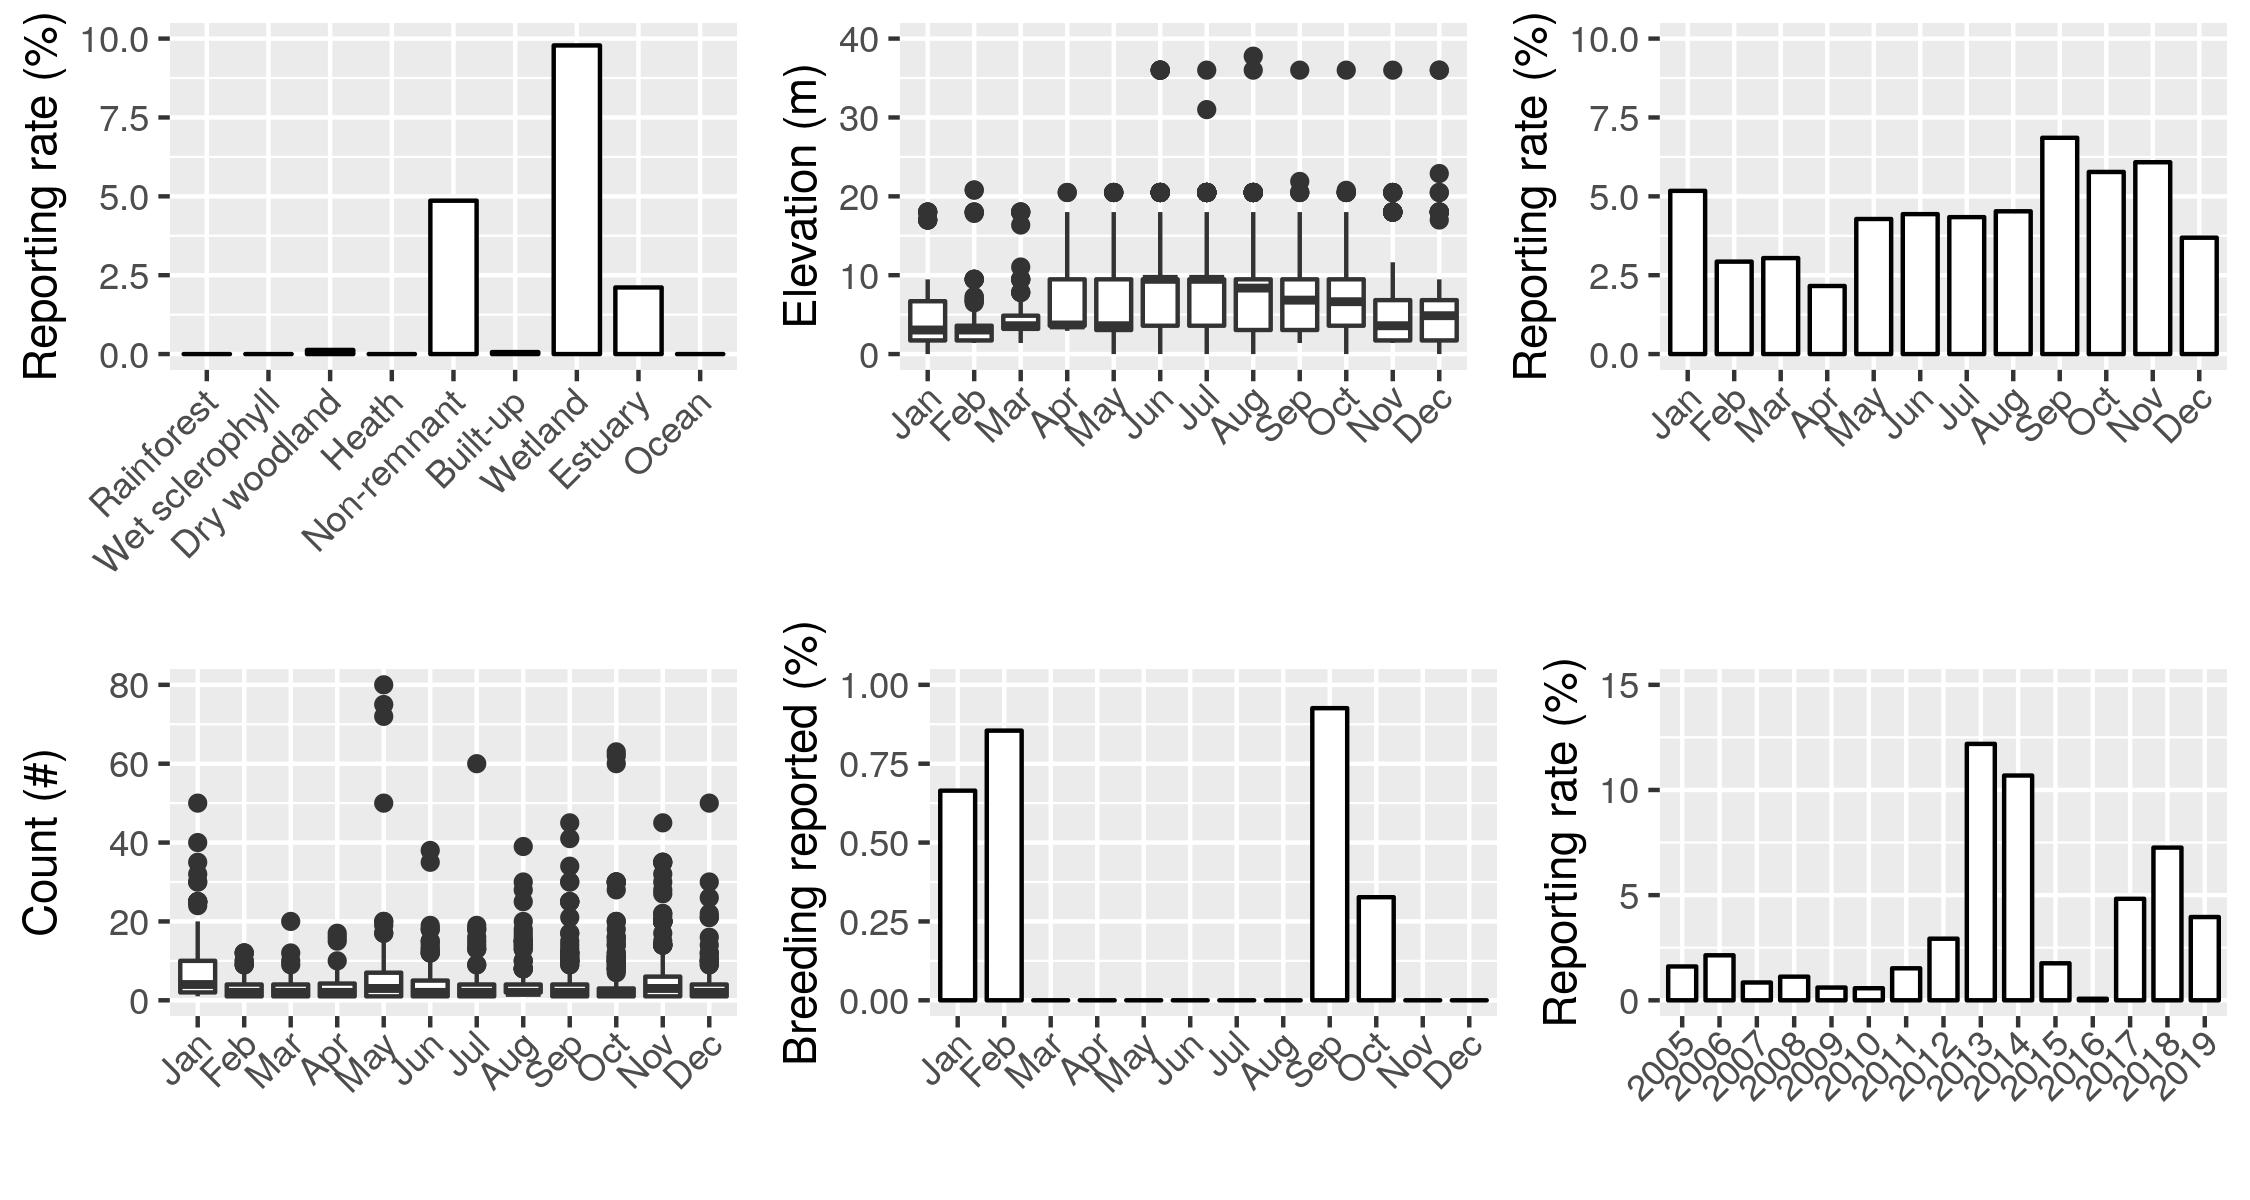 Reporting rate (%)
10.0
7.5
5.0
2.5
0.0
Rainforest
Wet sclerophyll
Dry woodland
Heath
Non-remnant
Built-up
Wetland
Estuary
Ocean
Elevation (m)
40
30
20
10
0
Jan
Feb
Mar
Apr
May
Jun
Jul
Aug
Sep
Oct
Nov
Dec
Reporting rate (%)
10.0
7.5
5.0
2.5
0.0
Jan
Feb
Mar
Apr
May
Jun
Jul
Aug
Sep
Oct
Nov
Dec
Count (#)
80
60
40
20
0
Jan
Feb
Mar
Apr
May
Jun
Jul
Aug
Sep
Oct
Nov
Dec
Breeding reported (%)
1.00
0.75
0.50
0.25
0.00
Jan
Feb
Mar
Apr
May
Jun
Jul
Aug
Sep
Oct
Nov
Dec
Reporting rate (%)
15
10
5
0
2005
2006
2007
2008
2009
2010
2011
2012
2013
2014
2015
2016
2017
2018
2019